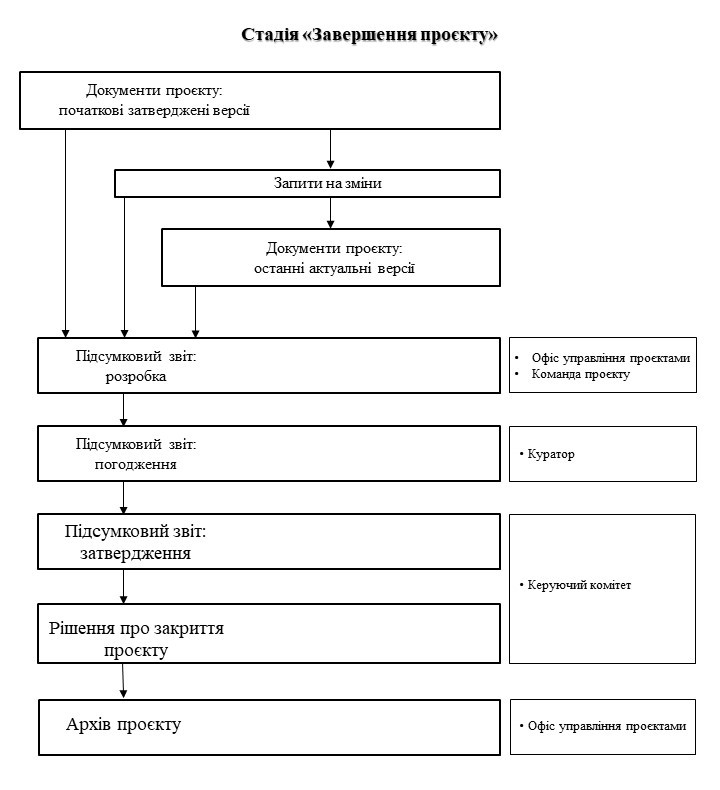 Стадія «Завершення проєкту»
Документи проєкту:
початкові затверджені версії
Запити на зміни
Документи проєкту:
останні актуальні версії
Підсумковий звіт:
розробка
• Офіс управління проєктами
• Команда проєкту
Підсумковий звіт:
погодження
• Куратор
Підсумковий звіт:
затвердження
• Керуючий комітет
Рішення про закриття
проєкту
Архів проєкту
• Офіс управління проєктами